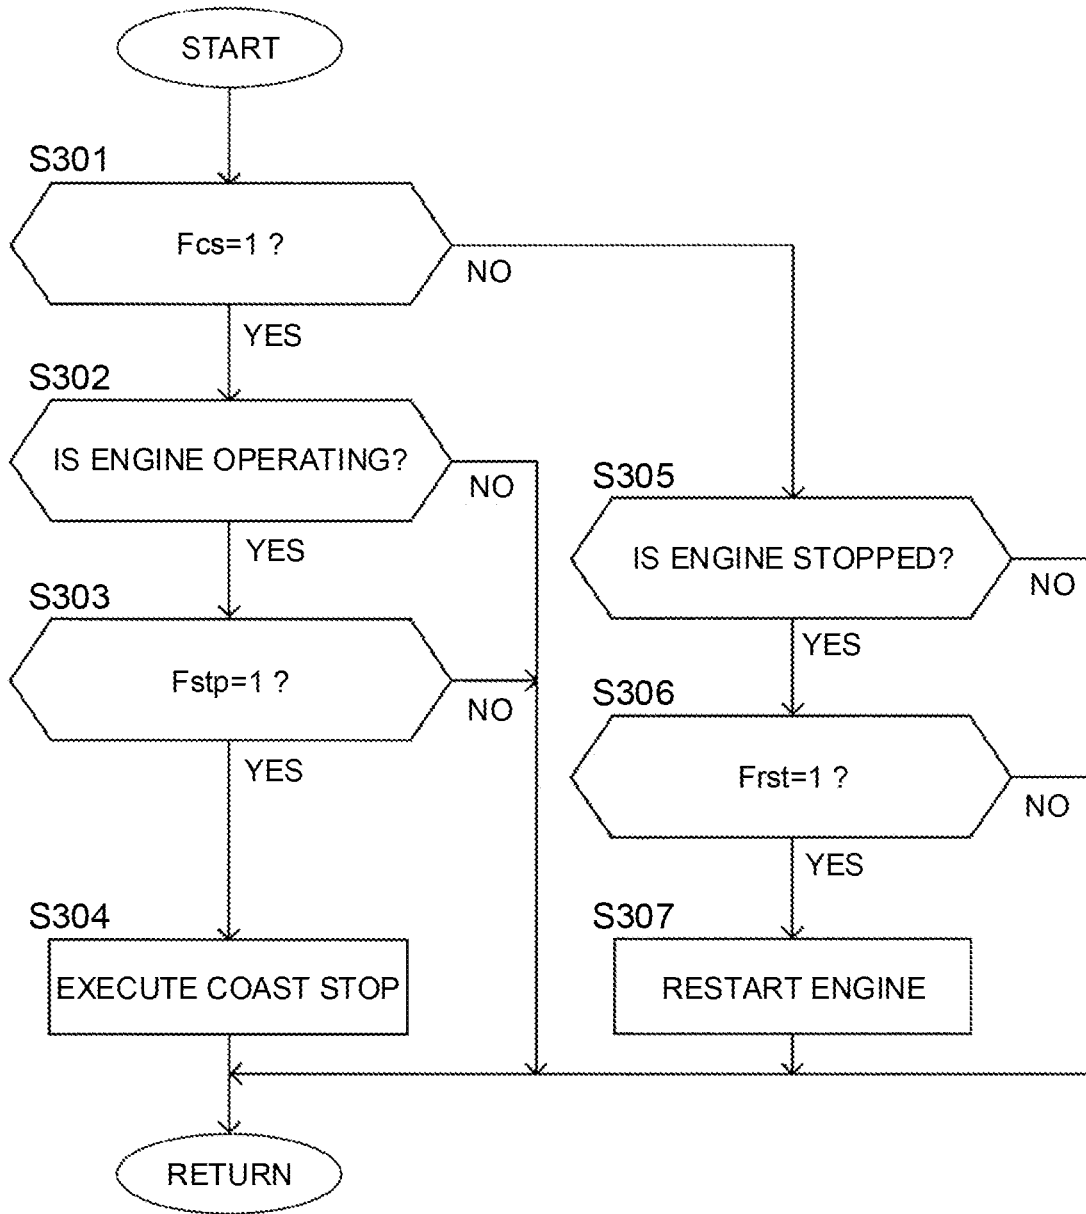 START
S301
Fcs=1 ?
NO
YES
S302
IS ENGINE OPERATING?
NO
YES
S303
Fstp=1 ?
NO
YES
S304
EXECUTE COAST STOP
S305
IS ENGINE STOPPED?
NO
YES
S306
Frst=1 ?
NO
YES
S307
RESTART ENGINE
RETURN